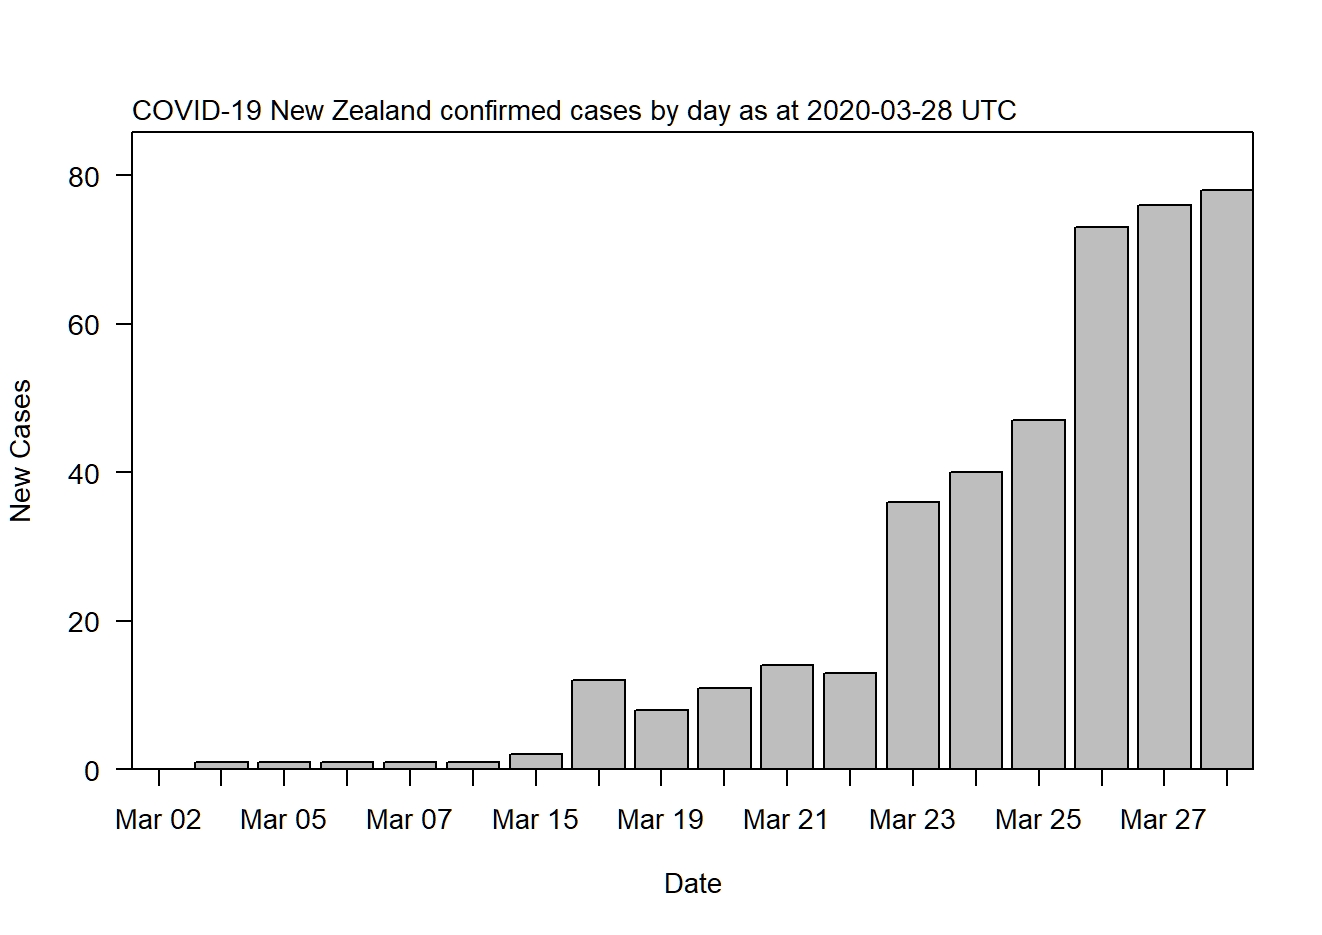 COVID-19 New Zealand confirmed cases by day as at 2020-03-28 UTC
80
60
40
20
0
New Cases
Mar 02 Mar 05 Mar 07 Mar 15 Mar 19 Mar 21 Mar 23 Mar 25 Mar 27
Date